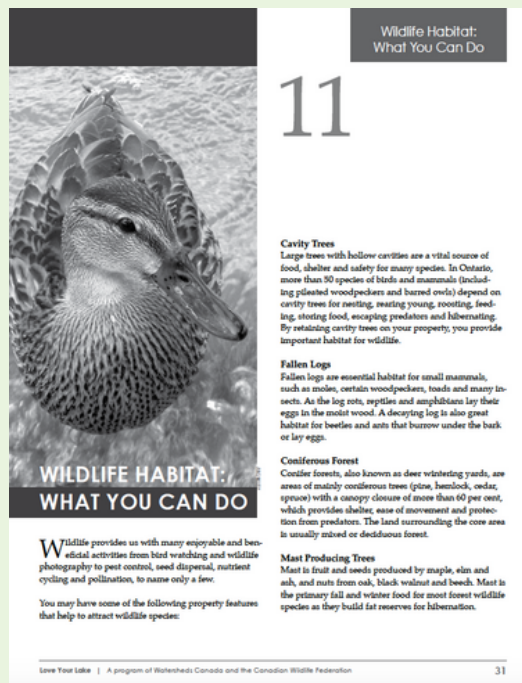 Wildlife Habitat:
What You Can Do
11
WILDLIFE HABITAT:
WHAT YOU CAN DO
Wildlife provides us with many enjoyable and ben-
eficial activities from bird watching and wildlife
photography to pest control, seed dispersal, nutrient
cycling and pollination, to name only a few.
You may have some of the following property features
that help to attract wildlife species:
Cavity Trees
Large trees with hollow cavities are a vital source of
food, shelter and safety for many species. In Ontario,
more than 50 species of birds and mammals (includ-
ing pileated woodpeckers and barred owls) depend on
cavity trees for nesting, rearing young, roosting, feed-
ing, storing food, escaping predators and hibernating.
By retaining cavity trees on your property, you provide
important habitat for wildlife.
Fallen Logs
Fallen logs are essential habitat for small mammals,
such as moles, certain woodpeckers, toads and many in-
sects. As the log rots, reptiles and amphibians lay their
eggs in the moist wood. A decaying log is also great
habitat for beetles and ants that burrow under the bark
or lay eggs.
Coniferous Forest
Conifer forests, also known as deer wintering yards, are
areas of mainly coniferous trees (pine, hemlock, cedar,
spruce) with a canopy closure of more than 60 per cent,
which provides shelter, ease of movement and protec-
tion from predators. The land surrounding the core area
is usually mixed or deciduous forest.
Mast Producing Trees
Mast is fruit and seeds produced by maple, elm and
ash, and nuts from oak, black walnut and beech. Mast is
the primary fall and winter food for most forest wildlife
species as they build fat reserves for hibernation.
Love Your Lake | A program of Watersheds Canada and the Canadian Wildlife Federation
31